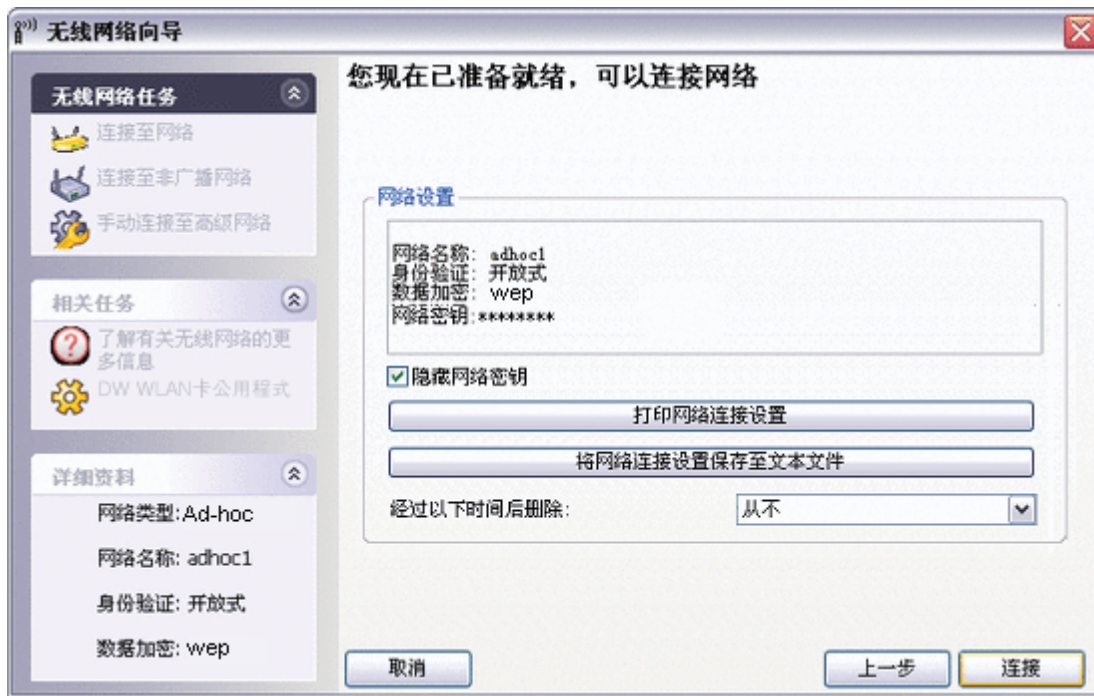 无线网络向导
无线网络任务
连接至网络
连接至非广播网络
手动连接至高级网络
相关任务
了解有关无线网络的更
多信息
DW WLAN卡公用程式
详细资料
网络类型:Ad-hoc
网络名称: adhoc1
身份验证: 开放式
数据加密: wep
您现在已准备就绪，可以连接网络
网络设置
网络名称: adhoc1
身份验证: 开放式
数据加密: wep
网络密钥:********
隐藏网络密钥
打印网络连接设置
将网络连接设置保存至文本文件
经过以下时间后删除:
从不
取消
上一步
连接